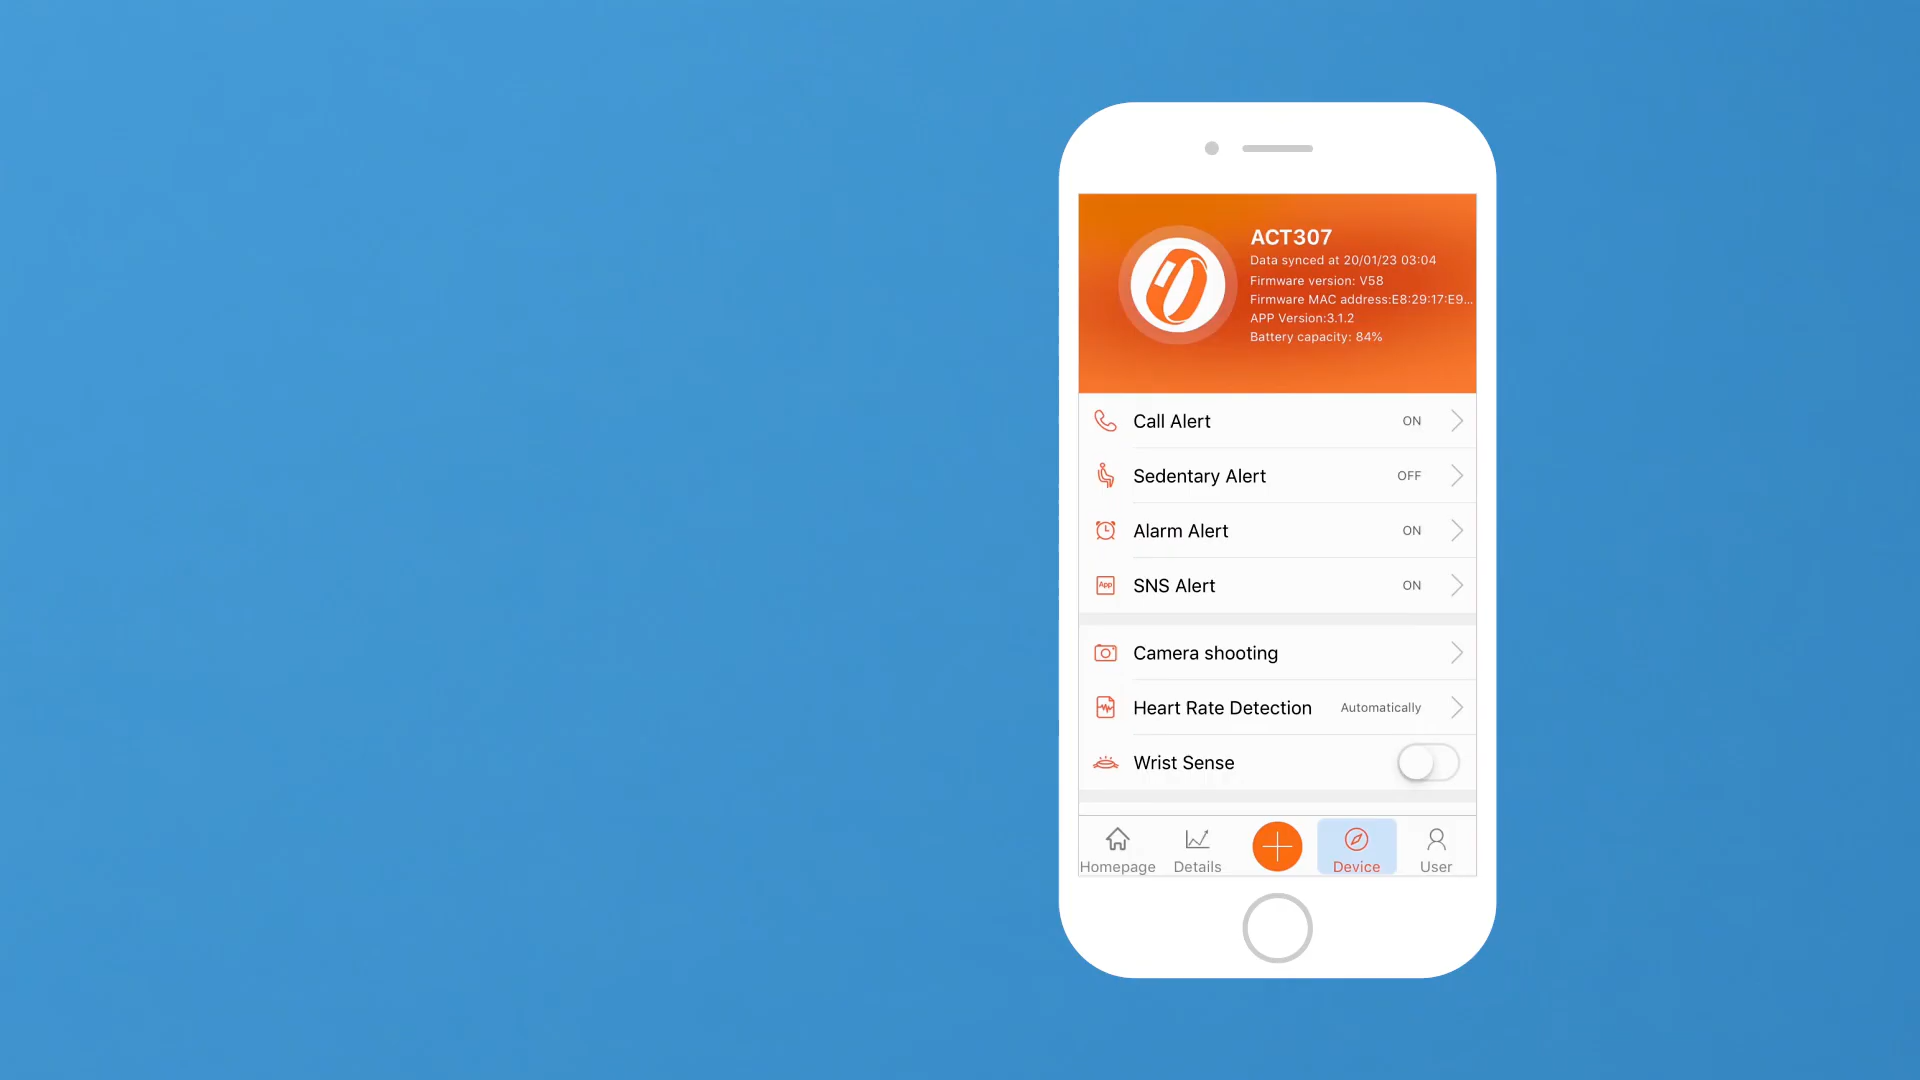 ACT307
Data synced at 20/01/23 03:04
Firmware version: V58
Firmware MAC address:E8:29:17:E9...
APP Version:3.1.2
Battery capacity: 84%
Call Alert ON
Sedentary Alert OFF
Alarm Alert ON
App SNS Alert ON
Camera shooting
Heart Rate Detection Automatically
Wrist Sense
Homepage Details Device User